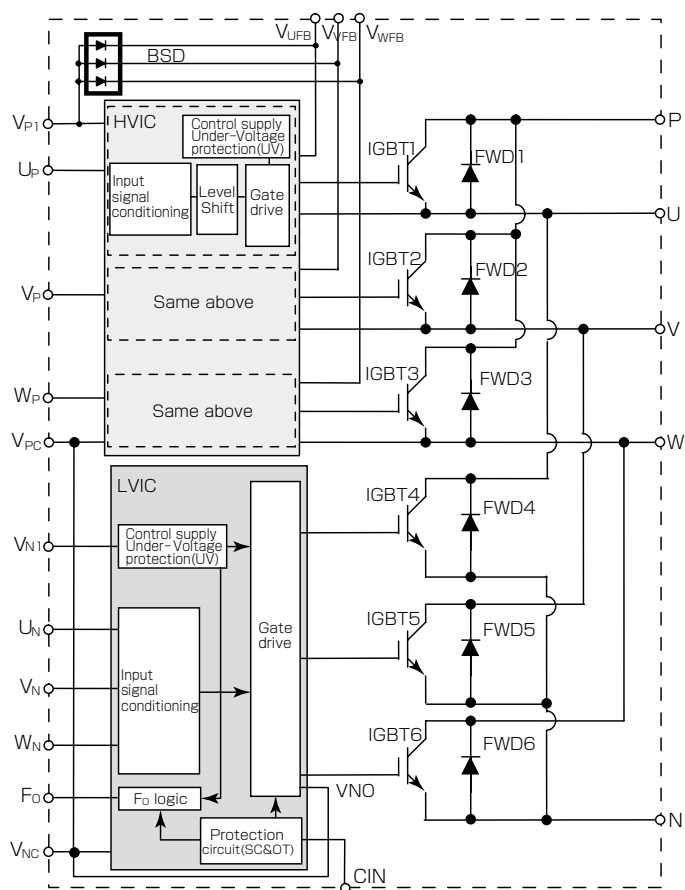 VUFB VVFB VWFB
BSD
VP1
HVIC
P
Control supply
Under-Voltage
protection(UV)
IGBT1
FWD1
UP
Input
signal
conditioning
Level
Shift
Gate
drive
U
IGBT2
FWD2
VP
Same above
V
IGBT3
FWD3
WP
Same above
VPC
W
LVIC
IGBT4
FWD4
VN1
Control supply
Under-Voltage
protection(UV)
UN
Gate
drive
IGBT5
FWD5
VN
Input
signal
conditioning
WN
IGBT6
FWD6
VNO
FO
FO logic
N
VNC
Protection
circuit(SC&OT)
CIN